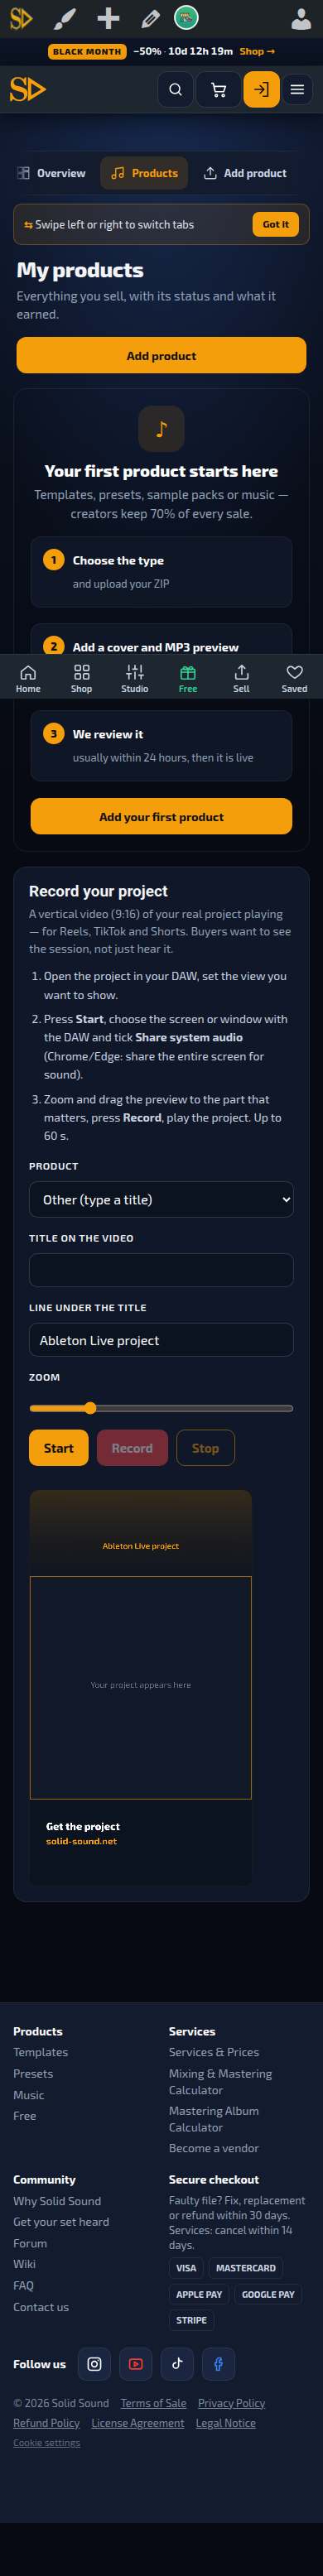 BLACK MONTH −50% · 10d 12h 19m Shop →
Overview Products Add product
⇆ Swipe left or right to switch tabs Got it
My products
Everything you sell, with its status and what it
earned.
Add product
Your first product starts here
Templates, presets, sample packs or music —
creators keep 70% of every sale.
1 Choose the type
and upload your ZIP
2 Add a cover and MP3 preview
Home Shop Studio Free Sell Saved
3 We review it
usually within 24 hours, then it is live
Add your first product
Record your project
A vertical video (9:16) of your real project playing
— for Reels, TikTok and Shorts. Buyers want to see
the session, not just hear it.
1. Open the project in your DAW, set the view you
want to show.
2. Press Start, choose the screen or window with
the DAW and tick Share system audio
(Chrome/Edge: share the entire screen for
sound).
3. Zoom and drag the preview to the part that
matters, press Record, play the project. Up to
60 s.
PRODUCT
Other (type a title)
TITLE ON THE VIDEO
LINE UNDER THE TITLE
Ableton Live project
ZOOM
Start Record Stop
Ableton Live project
Your project appears here
Get the project
solid-sound.net
Products
Templates
Presets
Music
Free
Services
Services & Prices
Mixing & Mastering
Calculator
Mastering Album
Calculator
Become a vendor
Community
Why Solid Sound
Get your set heard
Forum
Wiki
FAQ
Contact us
Secure checkout
Faulty file? Fix, replacement
or refund within 30 days.
Services: cancel within 14
days.
VISA MASTERCARD
APPLE PAY GOOGLE PAY
STRIPE
Follow us
© 2026 Solid Sound Terms of Sale Privacy Policy
Refund Policy License Agreement Legal Notice
Cookie settings